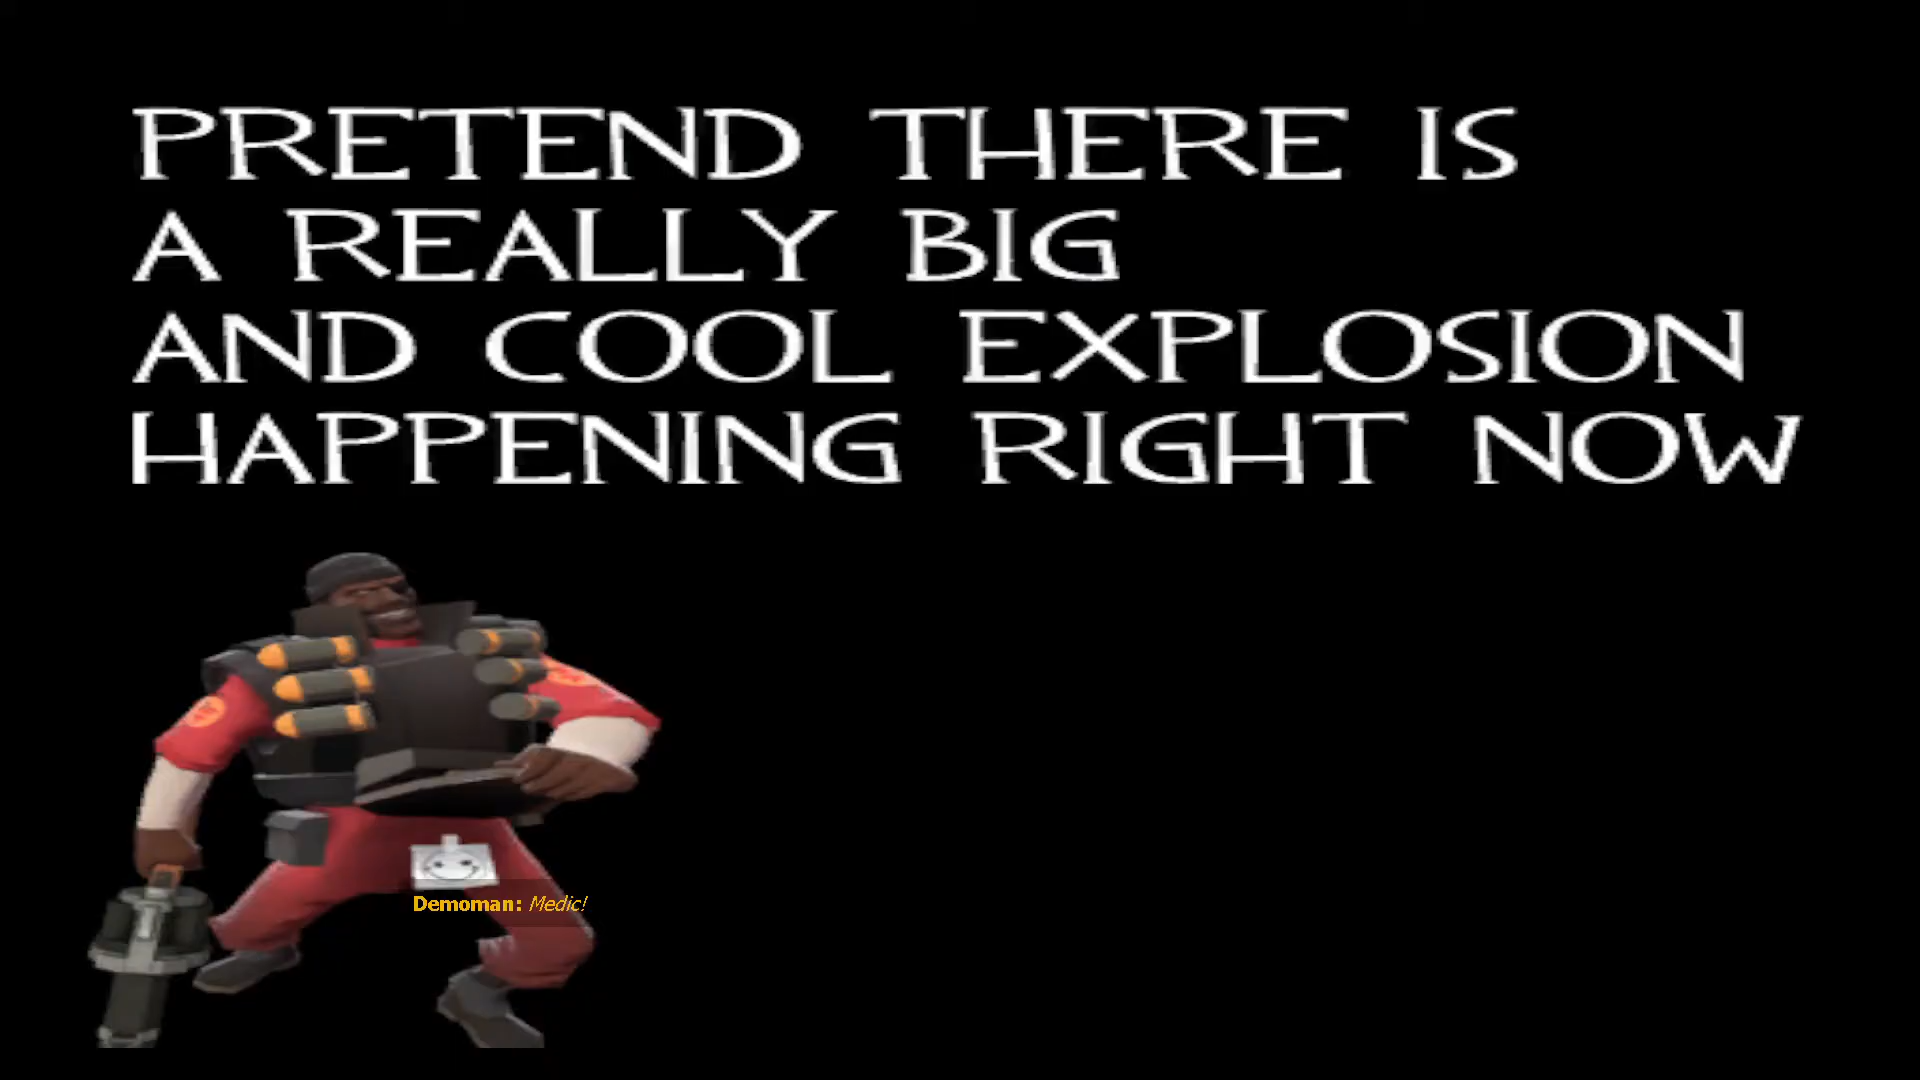 PRETEND THERE IS
A REALLY BIG
AND COOL EXPLOSION
HAPPENING RIGHT NOW
Demoman: Medic!